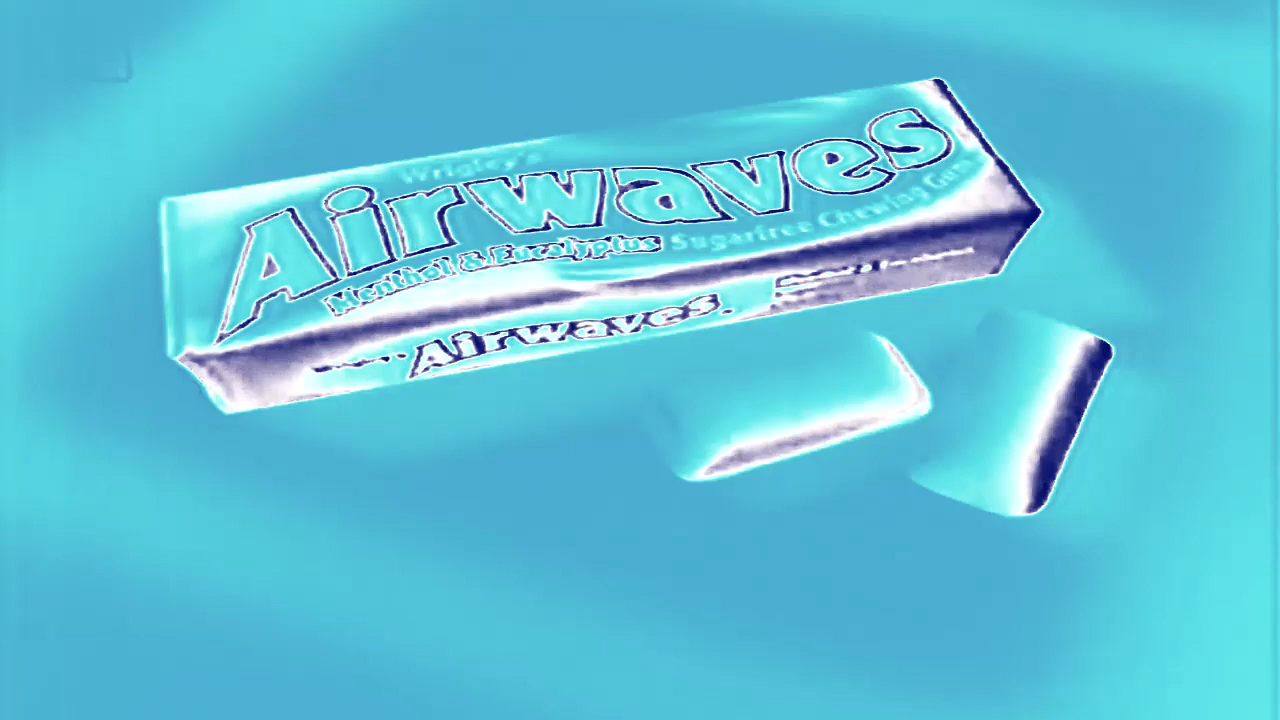 Wrigley's
Airwaves
Menthol & Eucalyptus Sugarfree Chewing Gum
Airwaves.